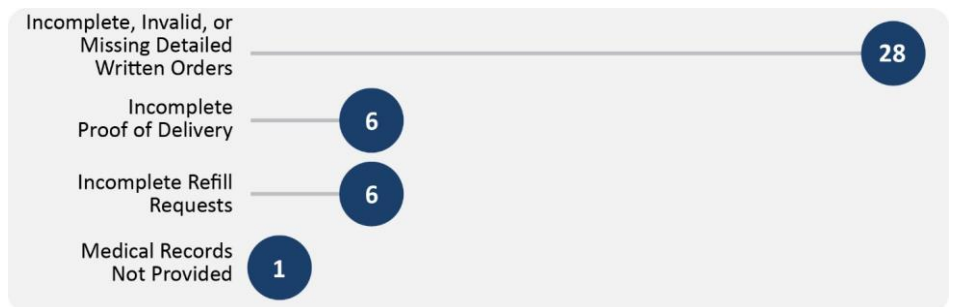 Incomplete, Invalid, or
Missing Detailed
Written Orders
28
Incomplete
Proof of Delivery
6
Incomplete Refill
Requests
6
Medical Records
Not Provided
1